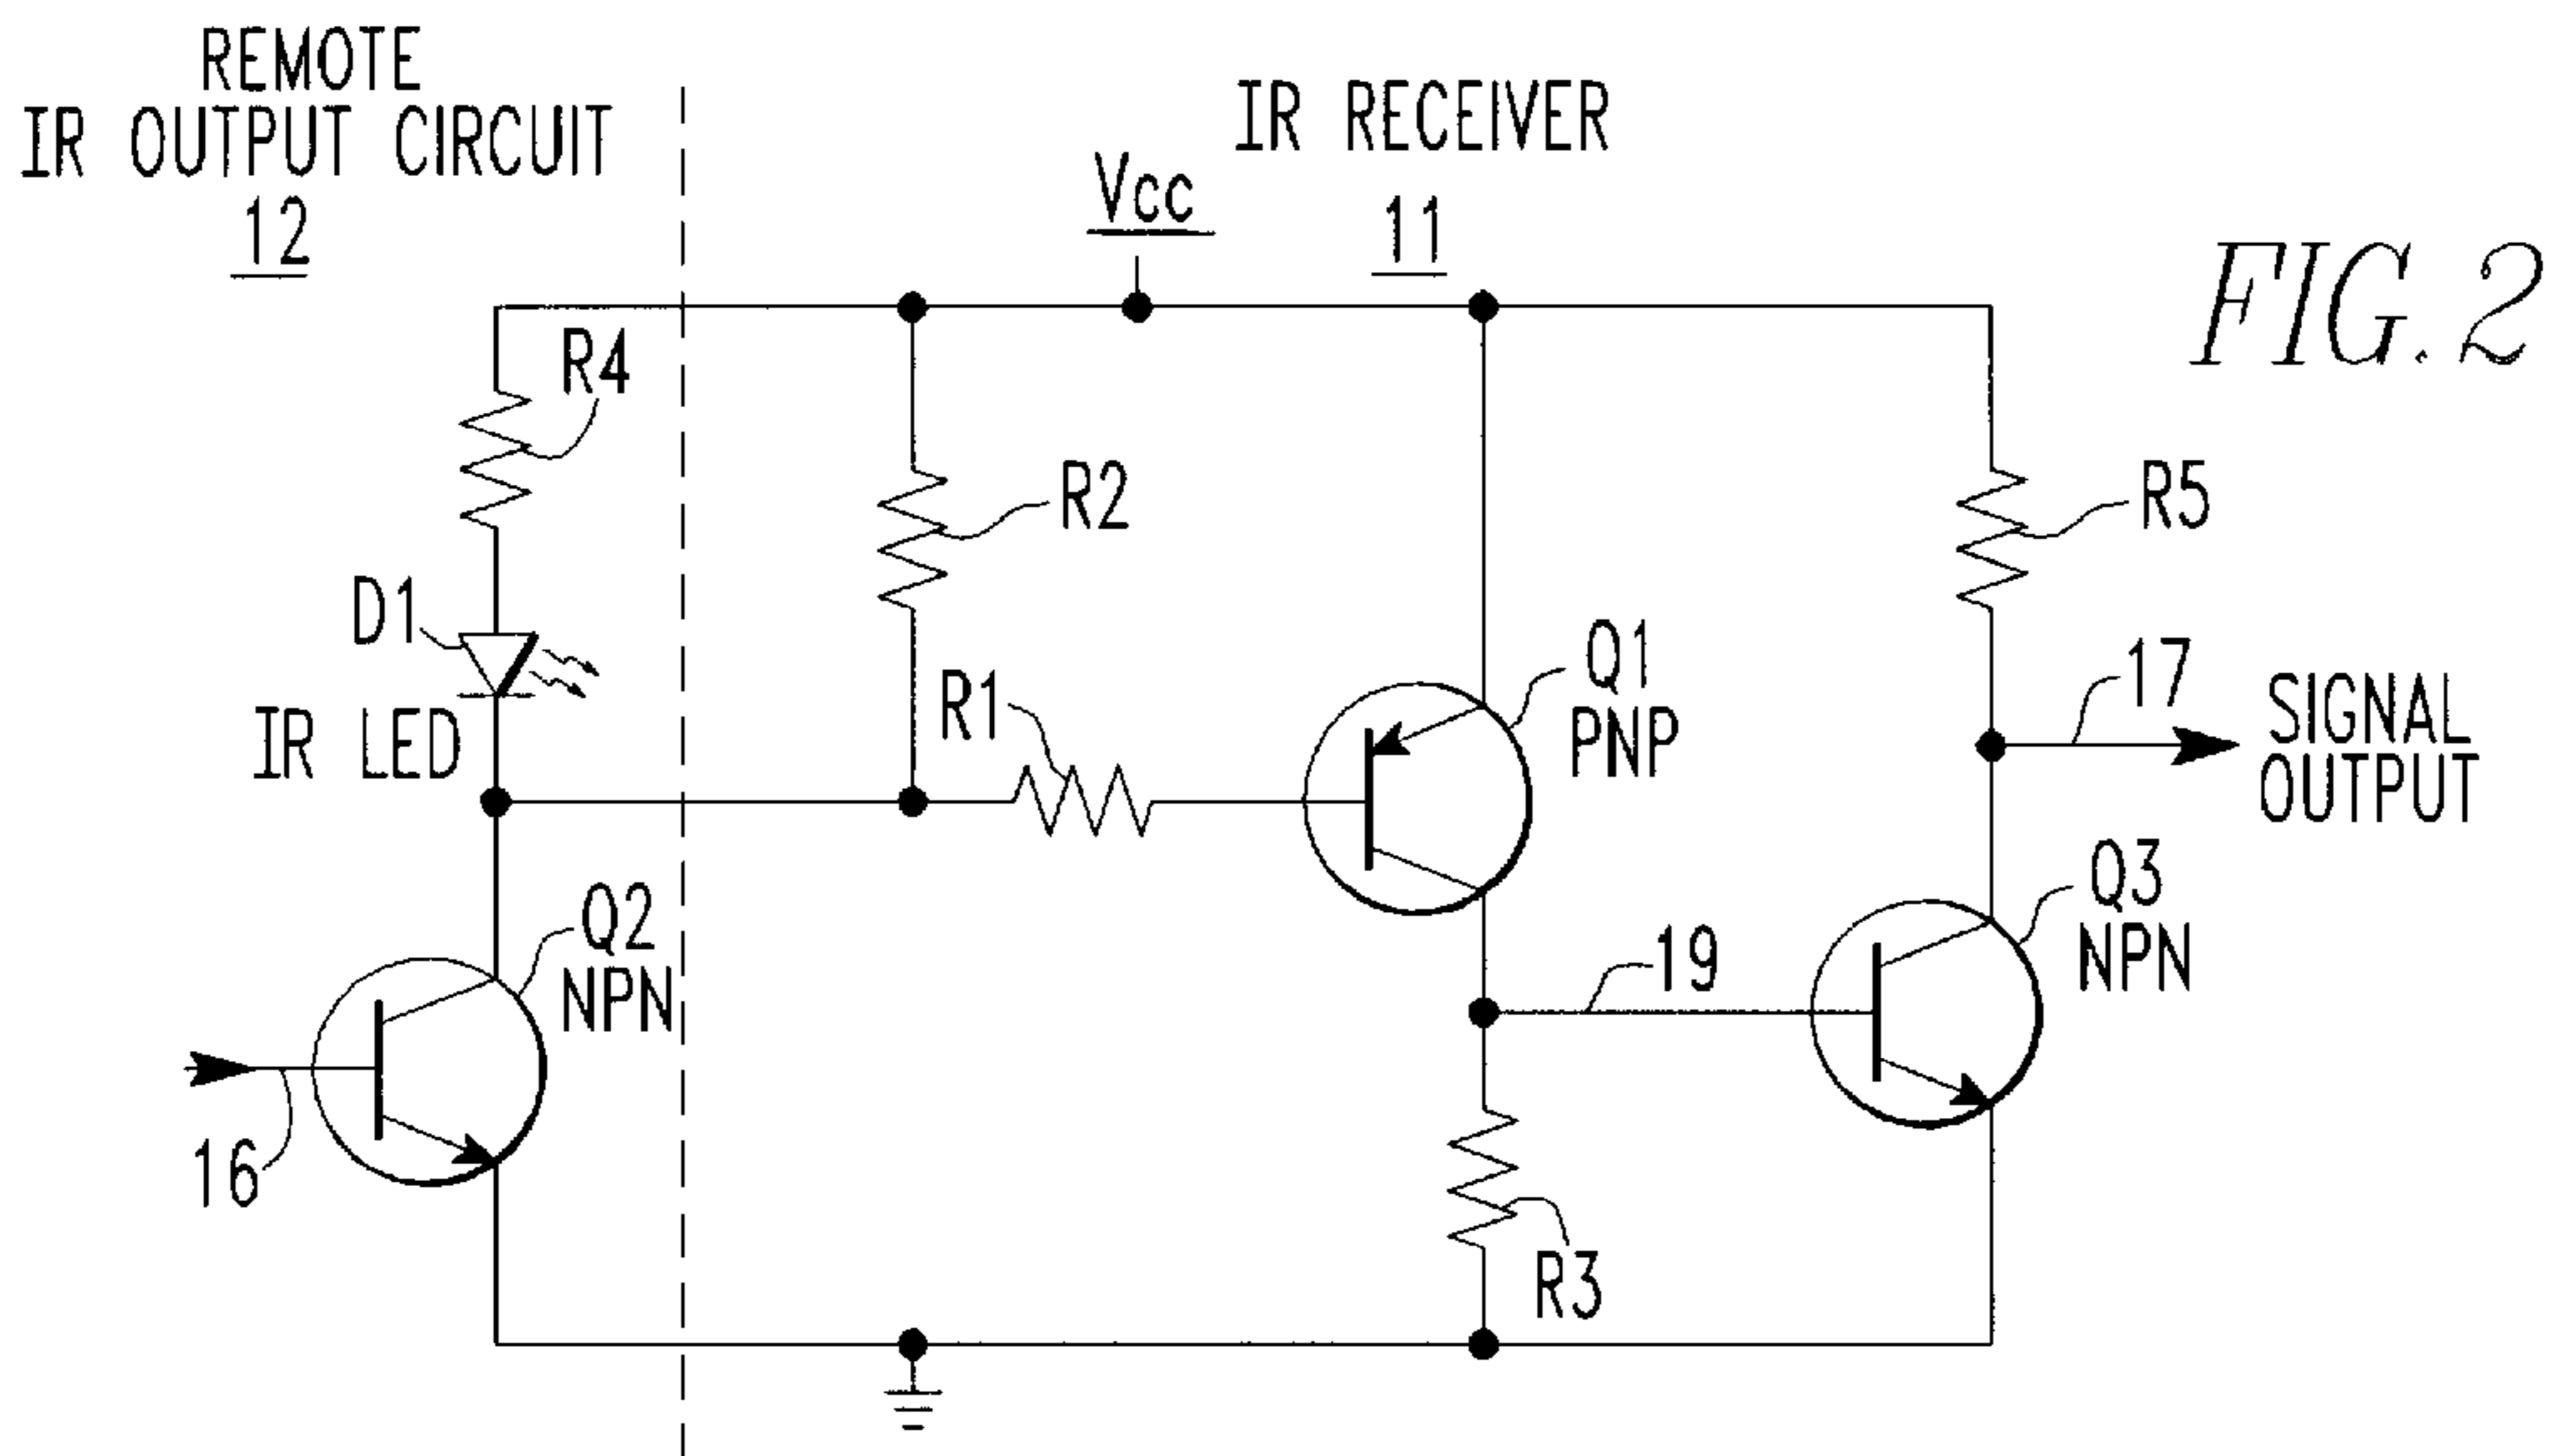 REMOTE
IR OUTPUT CIRCUIT
12
IR RECEIVER
11
Vcc
FIG. 2
R4
R2
R5
D1
IR LED
R1
Q1
PNP
17
SIGNAL
OUTPUT
Q2
NPN
19
Q3
NPN
16
R3